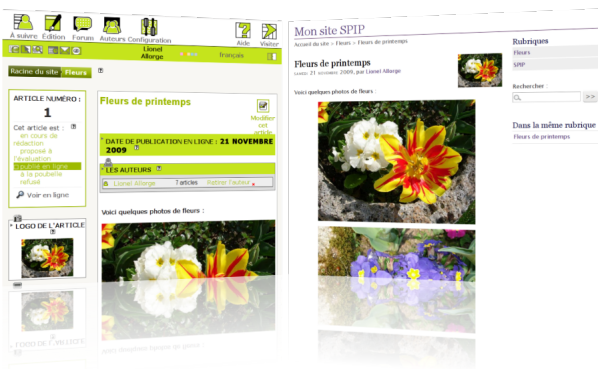 À suivre Édition Forum Auteurs Configuration Aide Visiter
Lionel Allorge français
Racine du site Fleurs
ARTICLE NUMÉRO :
1
Cet article est :
en cours de
rédaction
proposé à
l'évaluation
publié en ligne
à la poubelle
refusé
Voir en ligne
LOGO DE L'ARTICLE
Fleurs de printemps
Modifier
cet
article
DATE DE PUBLICATION EN LIGNE : 21 NOVEMBRE
2009
LES AUTEURS
Lionel Allorge 7 articles Retirer l'auteur
Voici quelques photos de fleurs :
Mon site SPIP
Accueil du site > Fleurs > Fleurs de printemps
Fleurs de printemps
samedi 21 novembre 2009, par Lionel Allorge
Voici quelques photos de fleurs :
Rubriques
Fleurs
SPIP
Rechercher :
>>
Dans la même rubrique
Fleurs de printemps